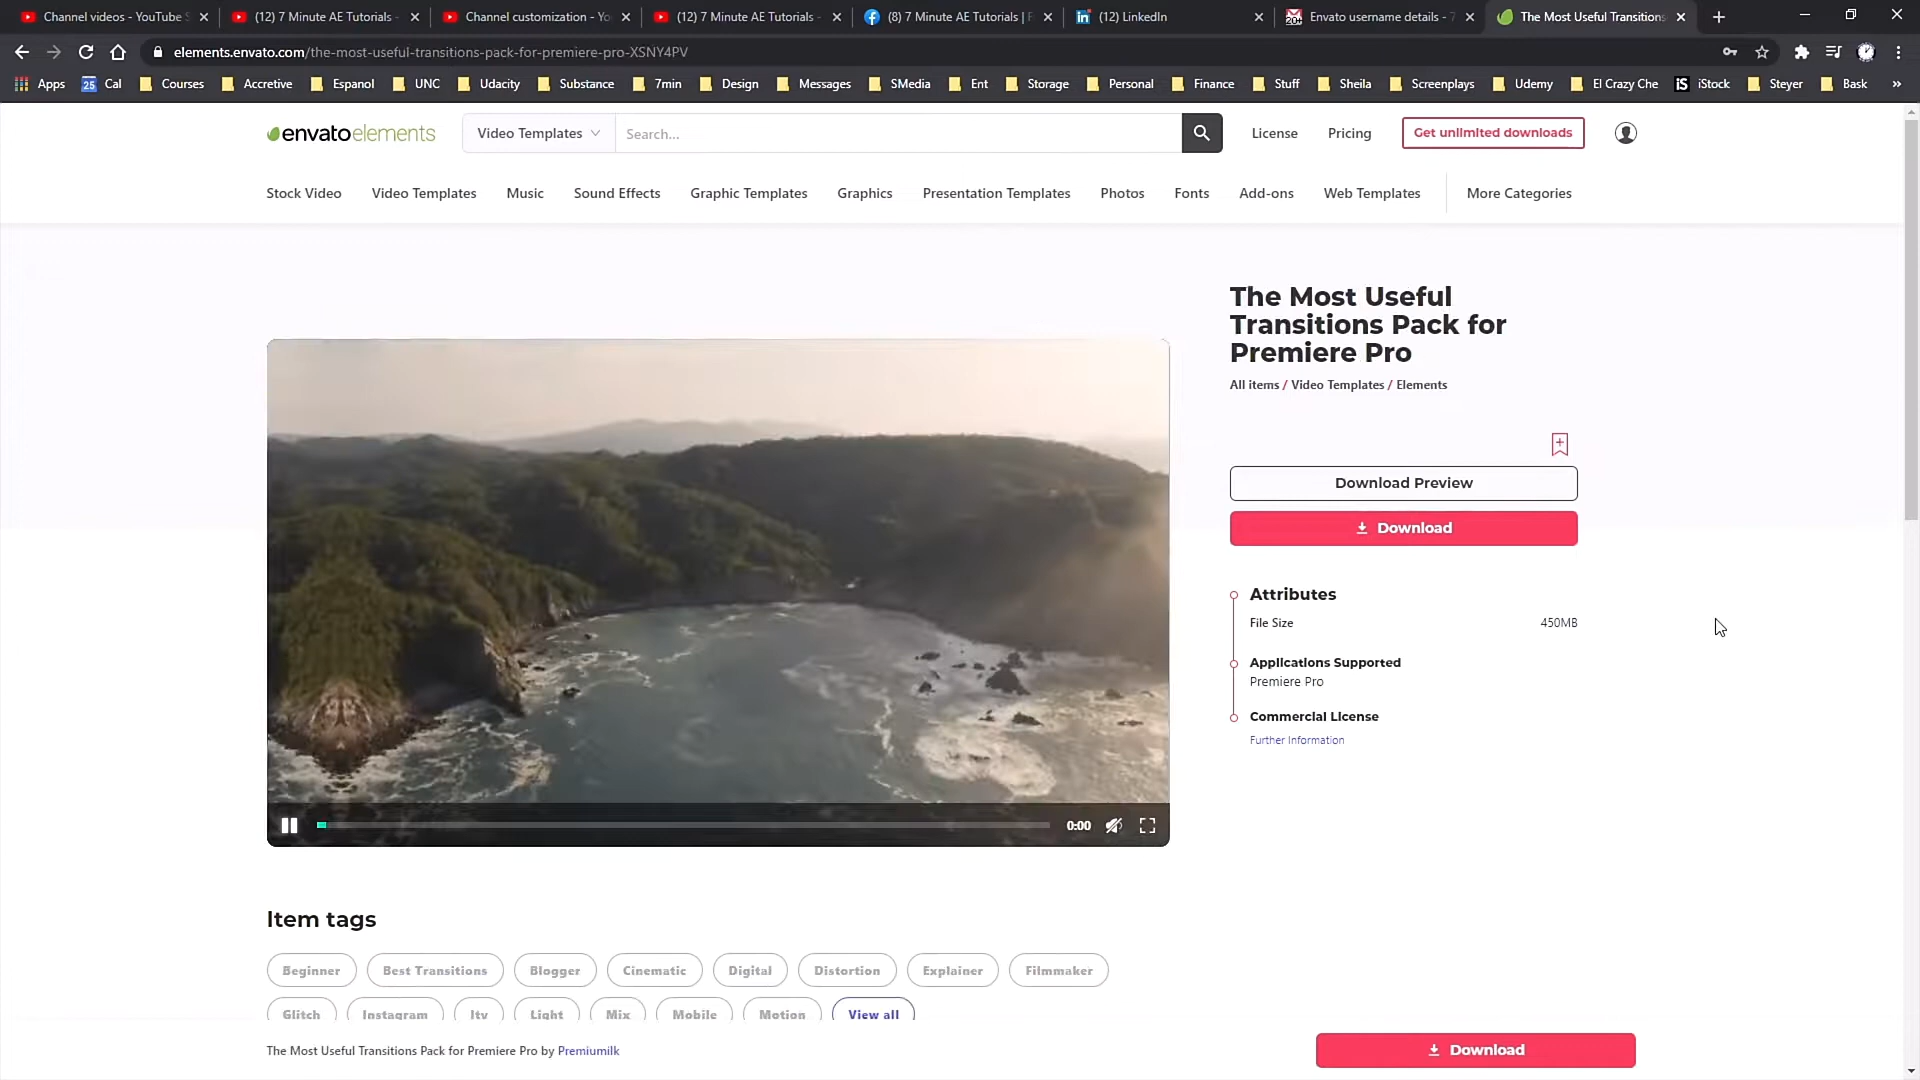 Channel videos - YouTube S
(12) 7 Minute AE Tutorials -
Channel customization - Yo
(12) 7 Minute AE Tutorials -
(8) 7 Minute AE Tutorials | F
(12) LinkedIn
Envato username details - 7
The Most Useful Transitions
elements.envato.com/the-most-useful-transitions-pack-for-premiere-pro-XSNY4PV
Apps
25 Cal
Courses
Accretive
Espanol
UNC
Udacity
Substance
7min
Design
Messages
SMedia
Ent
Storage
Personal
Finance
Stuff
Sheila
Screenplays
Udemy
El Crazy Che
iS iStock
Steyer
Bask
»
envatoelements
Video Templates
Search...
License
Pricing
Get unlimited downloads
Stock Video
Video Templates
Music
Sound Effects
Graphic Templates
Graphics
Presentation Templates
Photos
Fonts
Add-ons
Web Templates
More Categories
The Most Useful
Transitions Pack for
Premiere Pro
All items / Video Templates / Elements
Download Preview
Download
Attributes
File Size 450MB
Applications Supported
Premiere Pro
Commercial License
Further Information
0:00
Item tags
Beginner
Best Transitions
Blogger
Cinematic
Digital
Distortion
Explainer
Filmmaker
Glitch
Instagram
Itv
Light
Mix
Mobile
Motion
View all
The Most Useful Transitions Pack for Premiere Pro by Premiumilk
Download